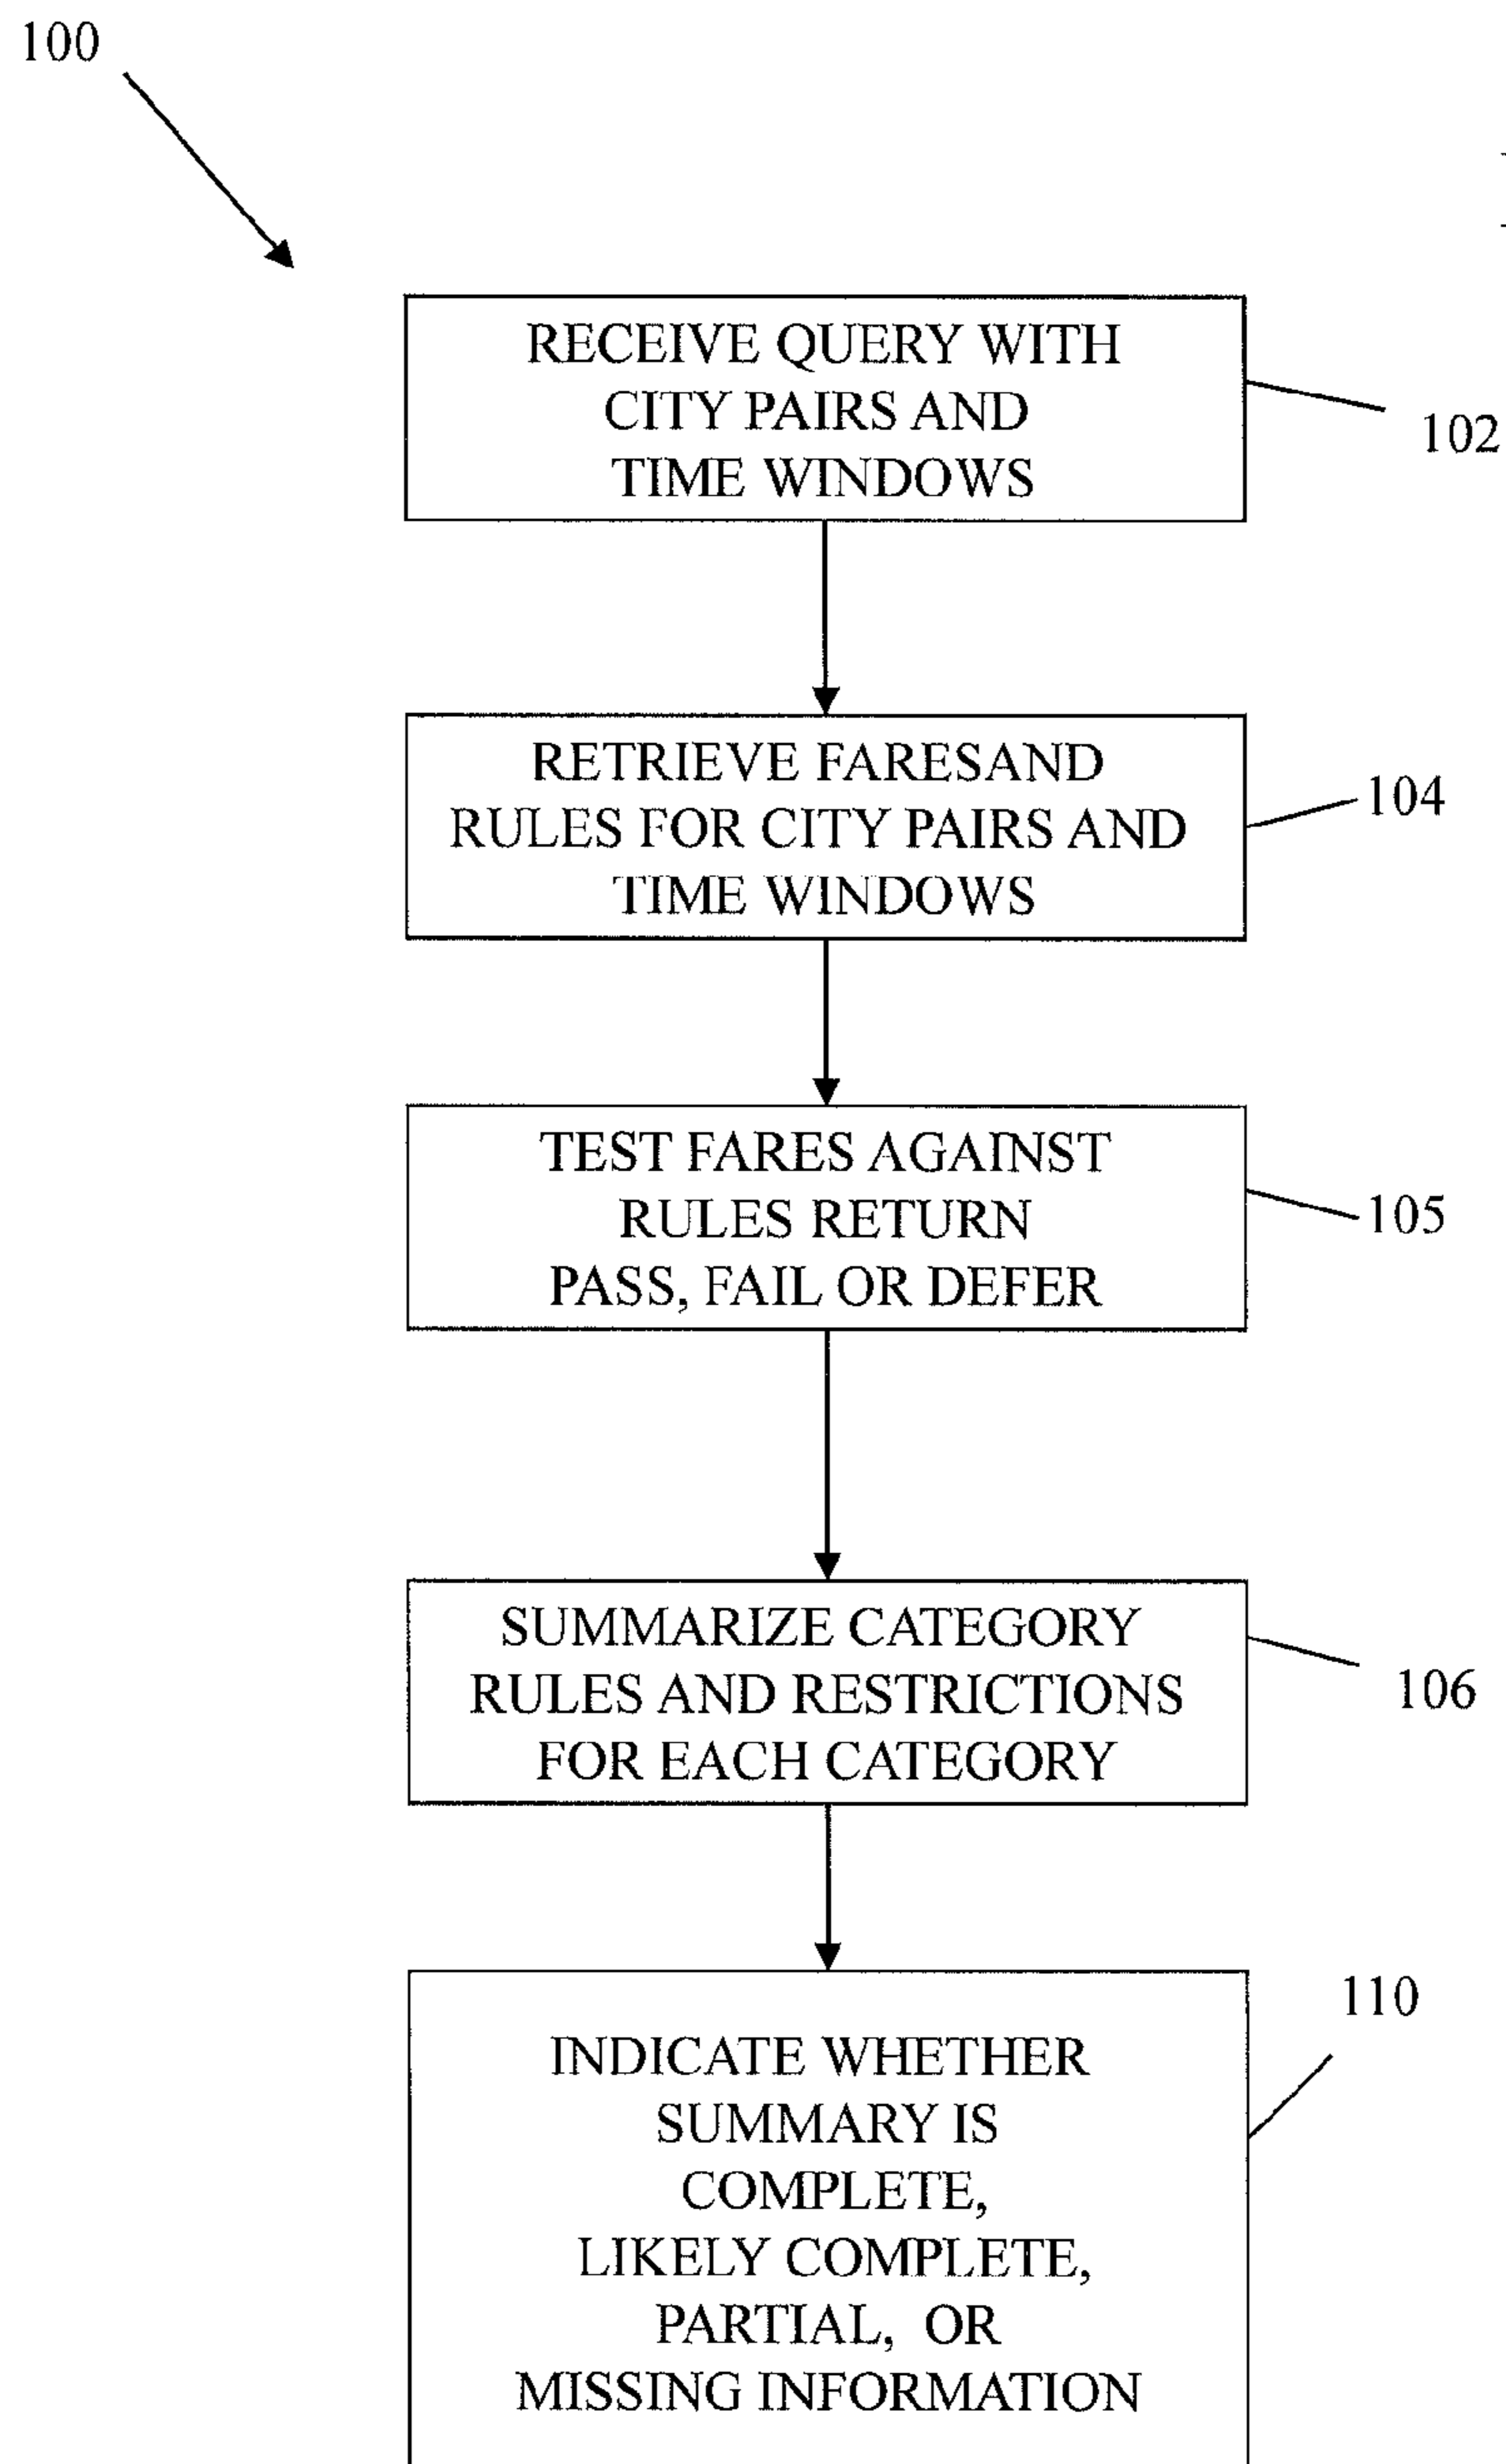 100
RECEIVE QUERY WITH
CITY PAIRS AND
TIME WINDOWS
102
RETRIEVE FARESAND
RULES FOR CITY PAIRS AND
TIME WINDOWS
104
TEST FARES AGAINST
RULES RETURN
PASS, FAIL OR DEFER
105
SUMMARIZE CATEGORY
RULES AND RESTRICTIONS
FOR EACH CATEGORY
106
110
INDICATE WHETHER
SUMMARY IS
COMPLETE,
LIKELY COMPLETE,
PARTIAL, OR
MISSING INFORMATION